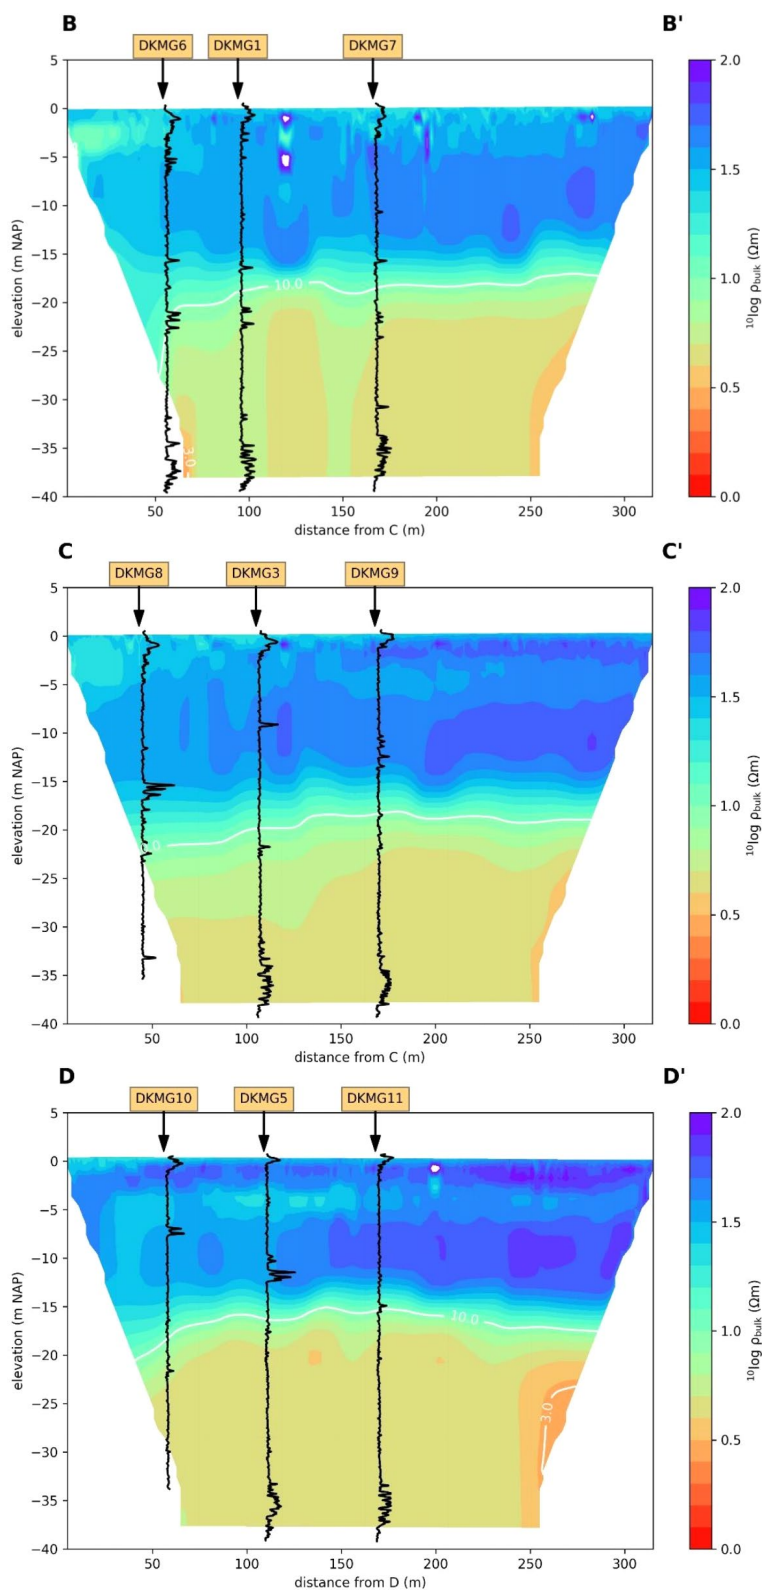 B
B'
DKMG6 DKMG1 DKMG7
5
0
−5
−10
−15
−20
−25
−30
−35
−40
elevation (m NAP)
10.0
3.0
50 100 150 200 250 300
distance from C (m)
2.0
1.5
1.0
0.5
0.0
¹⁰log ρbulk (Ωm)
C
C'
DKMG8 DKMG3 DKMG9
5
0
−5
−10
−15
−20
−25
−30
−35
−40
elevation (m NAP)
50 100 150 200 250 300
distance from C (m)
2.0
1.5
1.0
0.5
0.0
¹⁰log ρbulk (Ωm)
D
D'
DKMG10 DKMG5 DKMG11
5
0
−5
−10
−15
−20
−25
−30
−35
−40
elevation (m NAP)
10.0
3.0
50 100 150 200 250 300
distance from D (m)
2.0
1.5
1.0
0.5
0.0
¹⁰log ρbulk (Ωm)